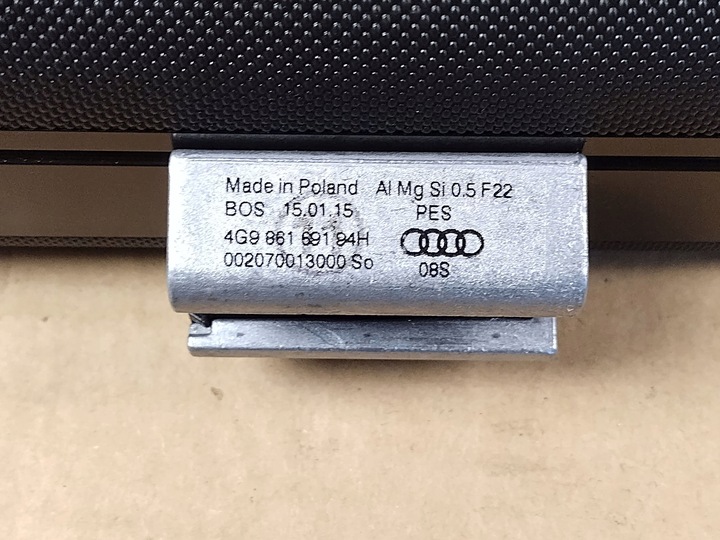 Made in Poland Al Mg Si 0.5 F22
BOS 15.01.15 PES
4G9 861 691 94H
002070013000 So 08S